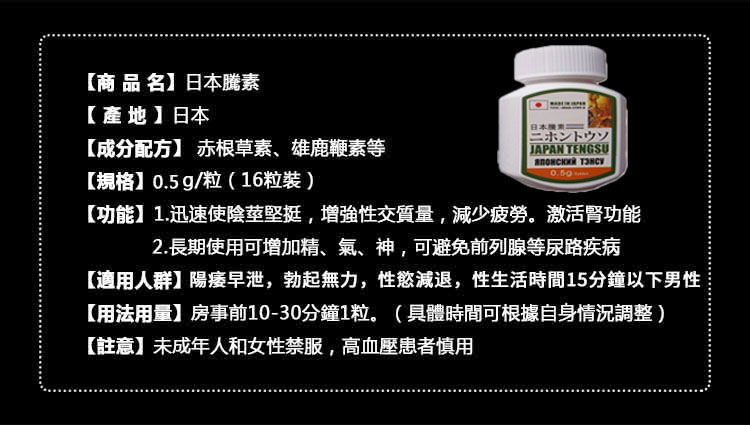 【商 品 名】日本騰素
【 產 地 】日本
【成分配方】 赤根草素、雄鹿鞭素等
【規格】0.5g/粒（16粒裝）
【功能】1.迅速使陰莖堅挺，增強性交質量，減少疲勞。激活腎功能
2.長期使用可增加精、氣、神，可避免前列腺等尿路疾病
【適用人群】陽痿早泄，勃起無力，性慾減退，性生活時間15分鐘以下男性
【用法用量】房事前10-30分鐘1粒。（具體時間可根據自身情況調整）
【註意】未成年人和女性禁服，高血壓患者慎用
MADE IN JAPAN
日本騰素
ニホントウソ
JAPAN TENGSU
ЯПОНСКИЙ ТЭНСУ
0.5g